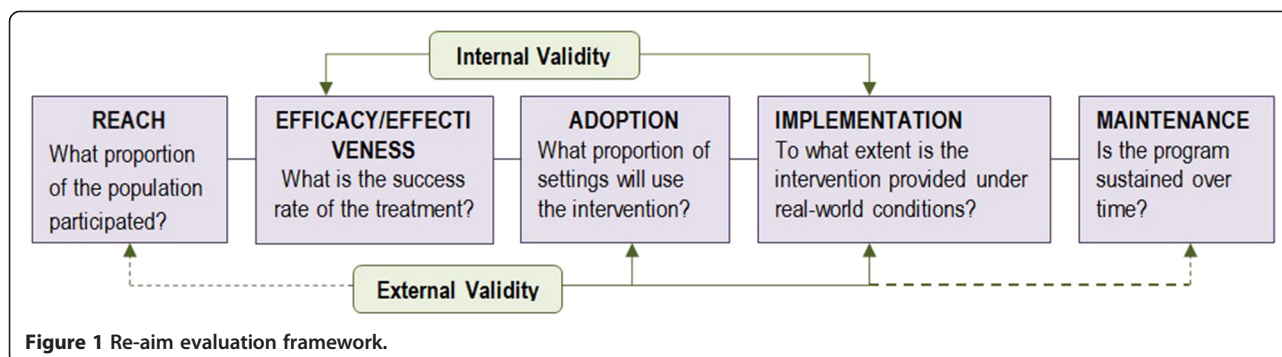 Internal Validity
REACH
What proportion
of the population
participated?
EFFICACY/EFFECTI
VENESS
What is the success
rate of the treatment?
ADOPTION
What proportion of
settings will use
the intervention?
IMPLEMENTATION
To what extent is the
intervention provided under
real-world conditions?
MAINTENANCE
Is the program
sustained over
time?
External Validity
Figure 1 Re-aim evaluation framework.